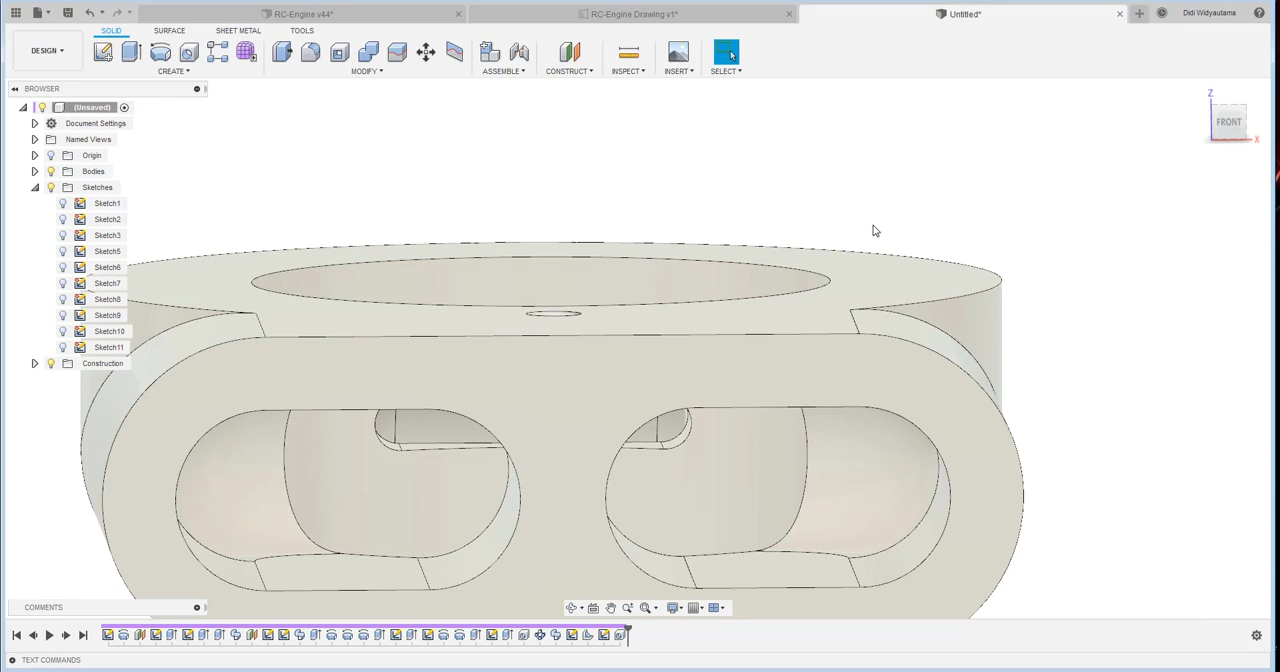 RC-Engine v44*
RC-Engine Drawing v1*
Untitled*
Didi Widyautama
SOLID SURFACE SHEET METAL TOOLS
DESIGN
CREATE MODIFY ASSEMBLE CONSTRUCT INSPECT INSERT SELECT
BROWSER
(Unsaved)
Document Settings
Named Views
Origin
Bodies
Sketches
Sketch1
Sketch2
Sketch3
Sketch5
Sketch6
Sketch7
Sketch8
Sketch9
Sketch10
Sketch11
Construction
Z
FRONT
X
COMMENTS
TEXT COMMANDS